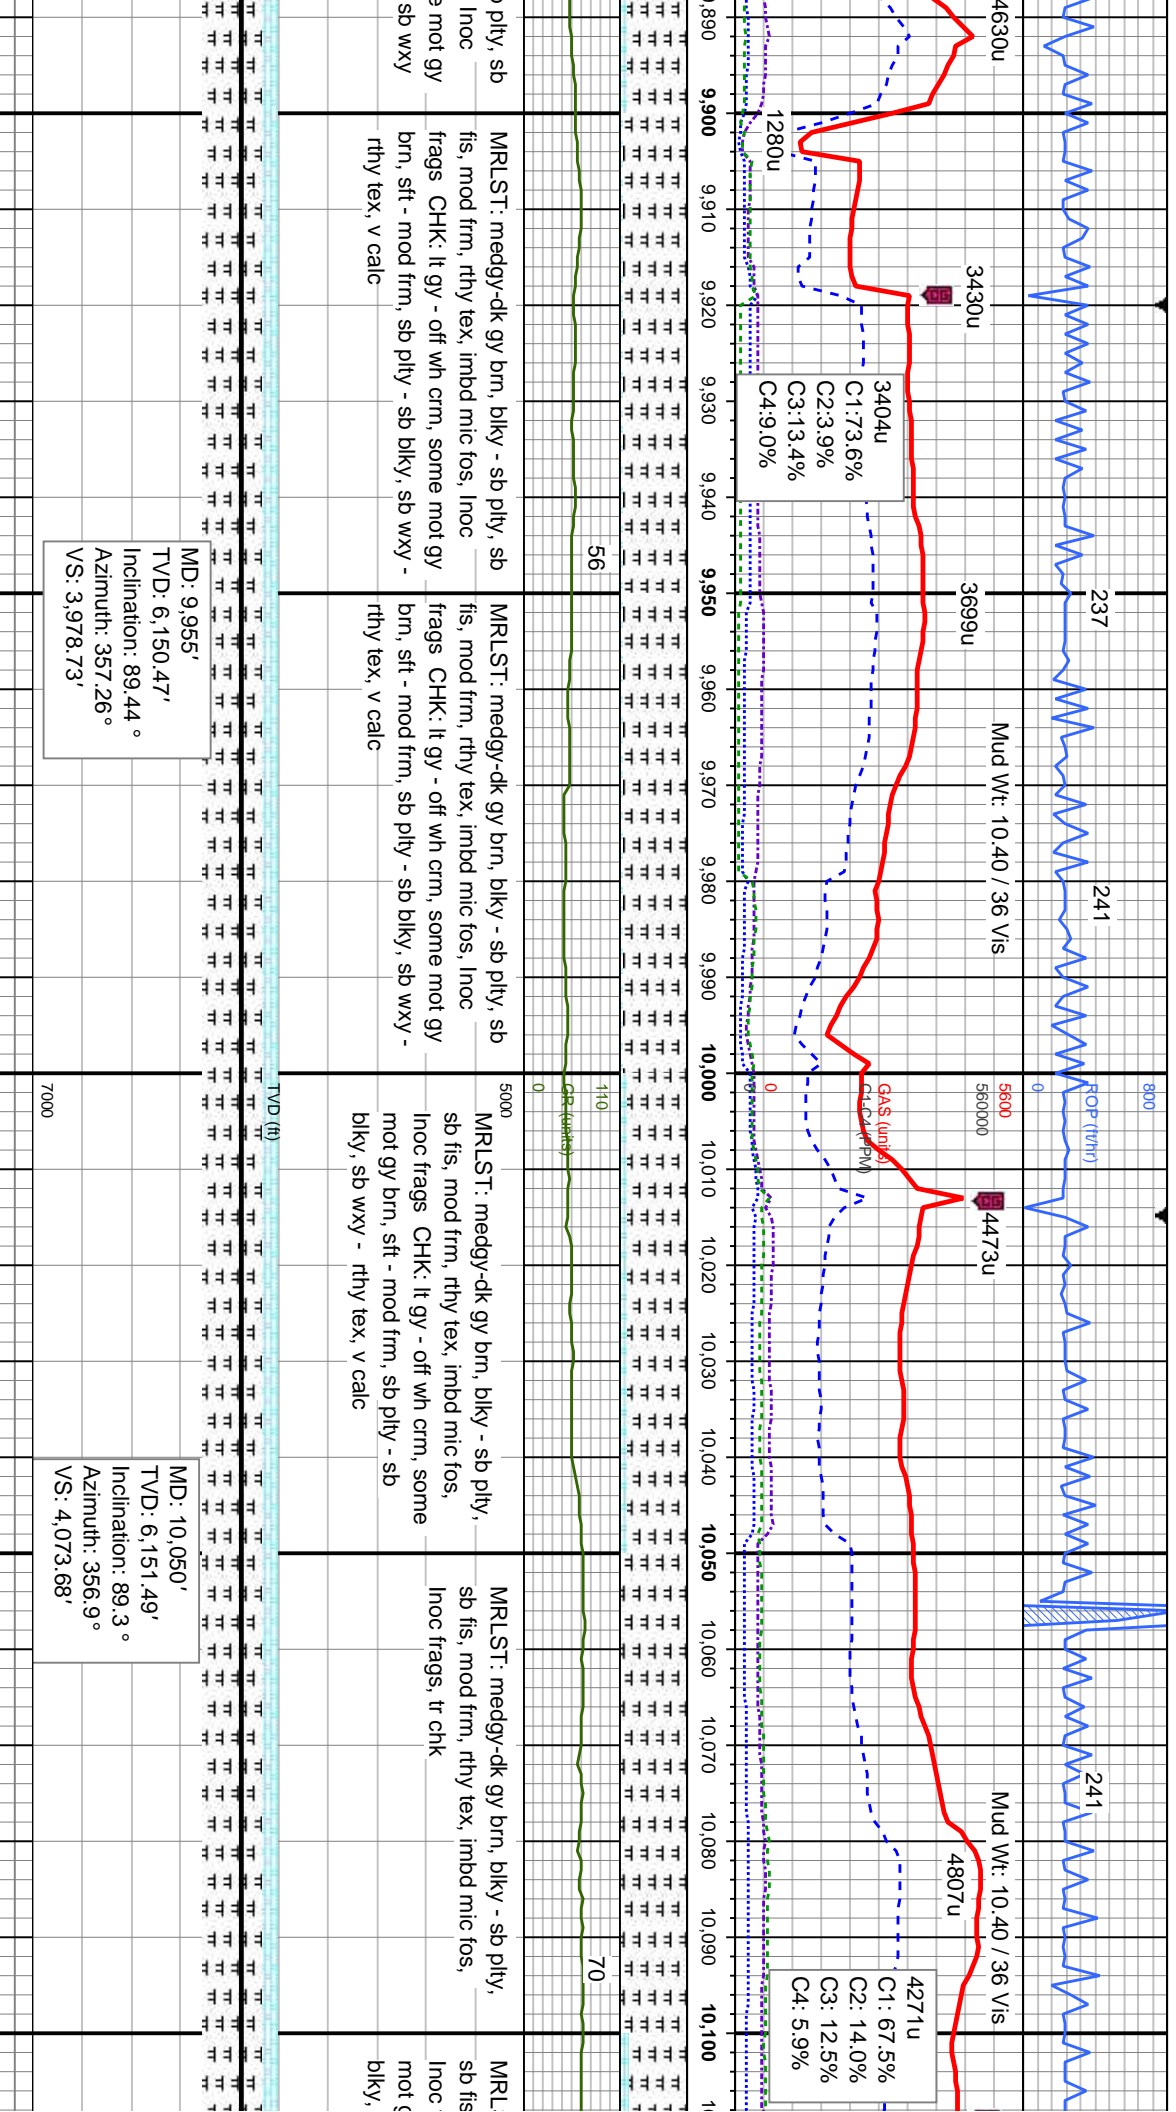 ROP (ft/hr)
0
800
237
241
241
4630u
1280u
3430u
3404u
C1:73.6%
C2:3.9%
C3:13.4%
C4:9.0%
3699u
Mud Wt: 10.40 / 36 Vis
5600
560000
GAS (units)
C1-C4 (PPM)
0
4473u
Mud Wt: 10.40 / 36 Vis
4807u
4271u
C1: 67.5%
C2: 14.0%
C3: 12.5%
C4: 5.9%
9,900
9,910
9,920
9,930
9,940
9,950
9,960
9,970
9,980
9,990
10,000
10,010
10,020
10,030
10,040
10,050
10,060
10,070
10,080
10,090
10,100
56
110
GR (units)
0
70
MRLST: medgy-dk gy brn, blky - sb plty, sb
fis, mod frm, rthy tex, imbd mic fos, Inoc
frags CHK: lt gy - off wh crm, some mot gy
brn, sft - mod frm, sb plty - sb blky, sb wxy -
rthy tex, v calc
MRLST: medgy-dk gy brn, blky - sb plty, sb
fis, mod frm, rthy tex, imbd mic fos, Inoc
frags CHK: lt gy - off wh crm, some mot gy
brn, sft - mod frm, sb plty - sb blky, sb wxy -
rthy tex, v calc
5000
MRLST: medgy-dk gy brn, blky - sb plty,
sb fis, mod frm, rthy tex, imbd mic fos,
Inoc frags CHK: lt gy - off wh crm, some
mot gy brn, sft - mod frm, sb plty - sb
blky, sb wxy - rthy tex, v calc
MRLST: medgy-dk gy brn, blky - sb plty,
sb fis, mod frm, rthy tex, imbd mic fos,
Inoc frags, tr chk
TVD (ft)
7000
MD: 9,955'
TVD: 6,150.47'
Inclination: 89.44 °
Azimuth: 357.26°
VS: 3,978.73'
MD: 10,050'
TVD: 6,151.49'
Inclination: 89.3 °
Azimuth: 356.9°
VS: 4,073.68'